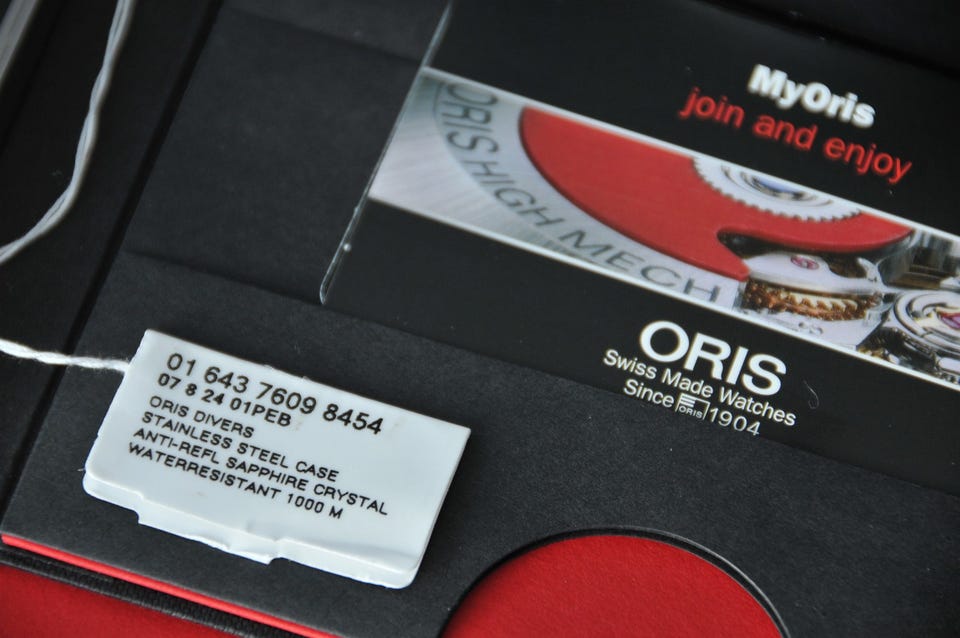 MyOris
join and enjoy
ORIS HIGH MECH
ORIS
Swiss Made Watches
Since ORIS 1904
01 643 7609 8454
07 8 24 01PEB
ORIS DIVERS
STAINLESS STEEL CASE
ANTI-REFL SAPPHIRE CRYSTAL
WATERRESISTANT 1000 M